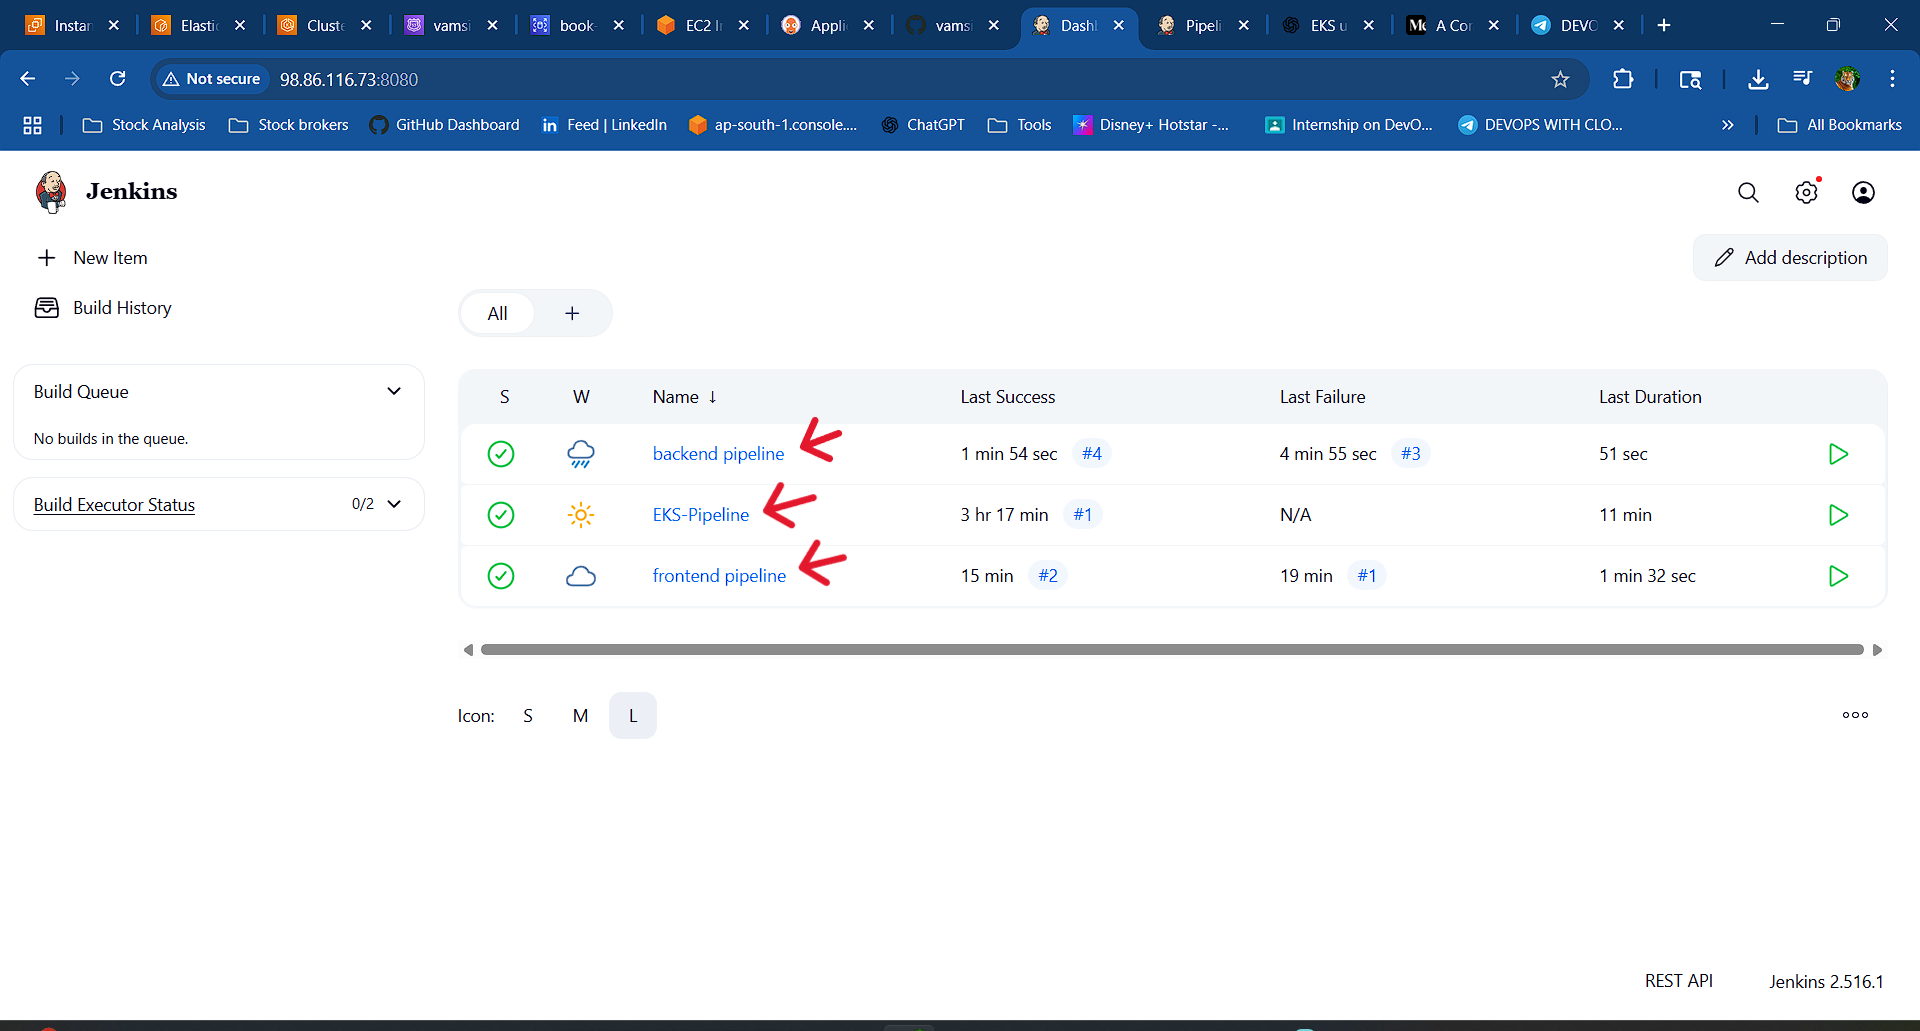 Instan Elastic Cluste vamsi book- EC2 In Applic vamsi Dashb Pipeli EKS u A Con DEVO
Not secure 98.86.116.73:8080
Stock Analysis Stock brokers GitHub Dashboard Feed | LinkedIn ap-south-1.console.... ChatGPT Tools Disney+ Hotstar -... Internship on DevO... DEVOPS WITH CLO... » All Bookmarks
Jenkins
New Item
Add description
Build History
All +
Build Queue
No builds in the queue.
Build Executor Status 0/2
S W Name ↓ Last Success Last Failure Last Duration
backend pipeline 1 min 54 sec #4 4 min 55 sec #3 51 sec
EKS-Pipeline 3 hr 17 min #1 N/A 11 min
frontend pipeline 15 min #2 19 min #1 1 min 32 sec
Icon: S M L
REST API Jenkins 2.516.1